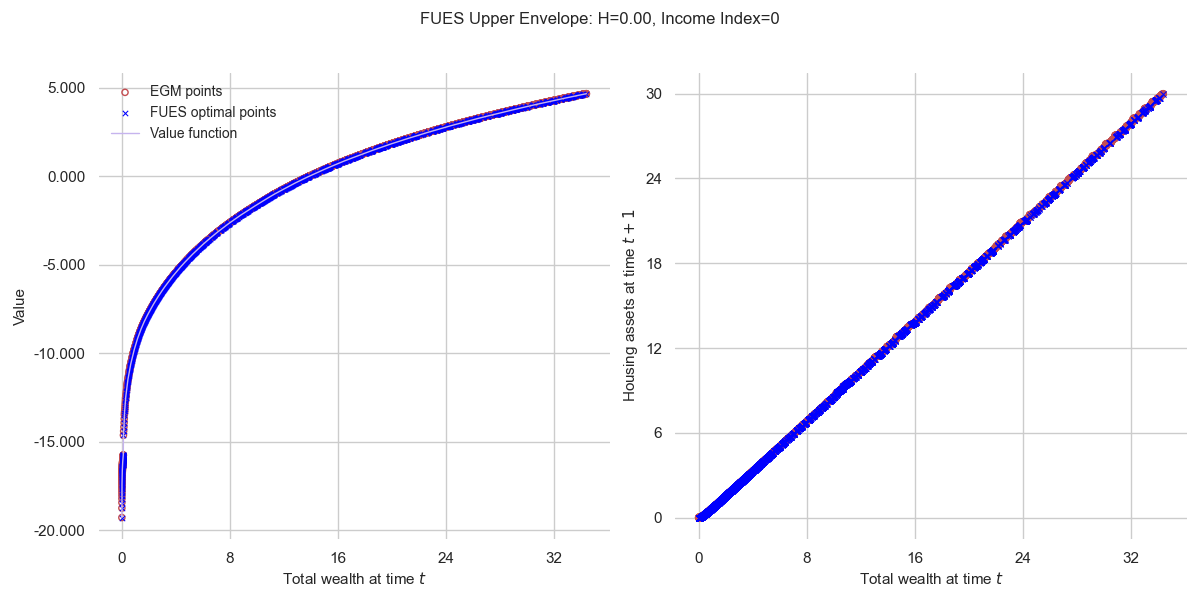 FUES Upper Envelope: H=0.00, Income Index=0
5.000
0.000
-5.000
-10.000
-15.000
-20.000
Value
EGM points
FUES optimal points
Value function
0 8 16 24 32
Total wealth at time t
30
24
18
12
6
0
Housing assets at time t + 1
0 8 16 24 32
Total wealth at time t